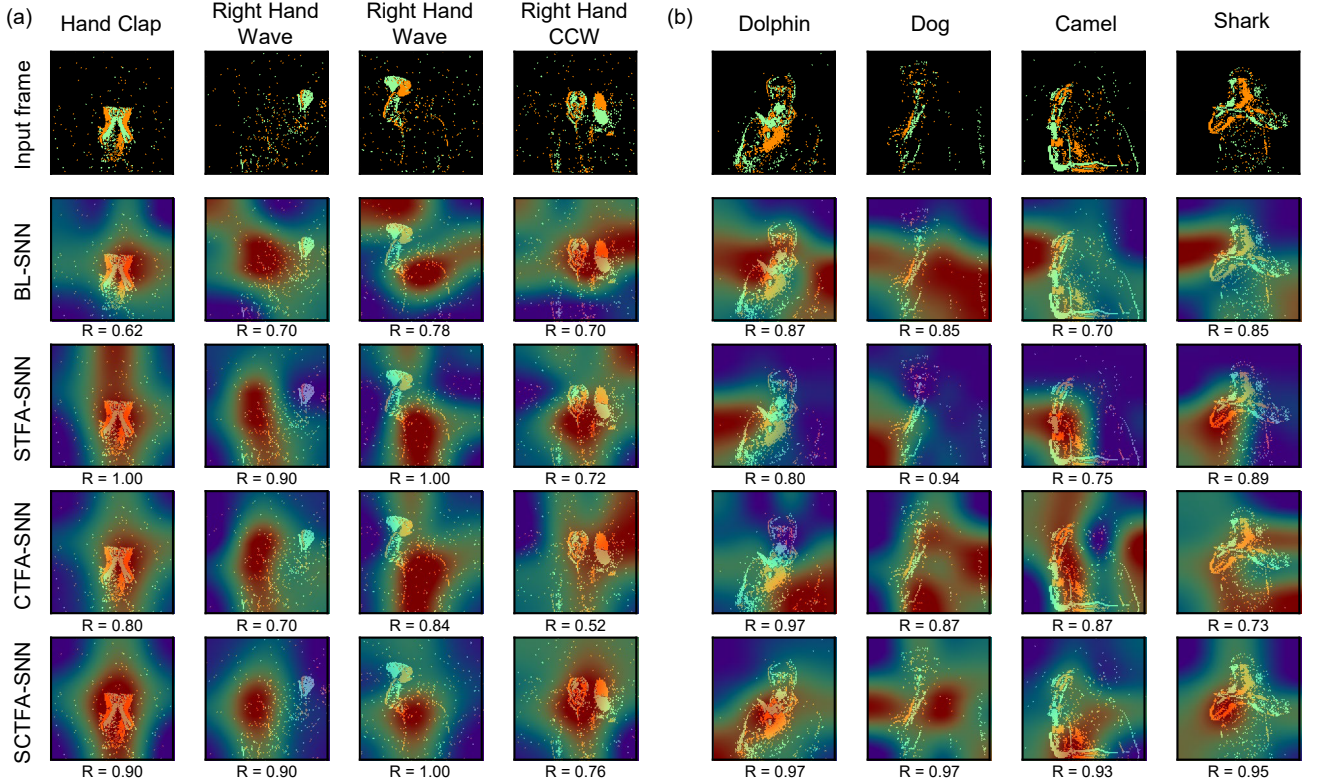 (a)
Hand Clap
Right Hand
Wave
Right Hand
Wave
Right Hand
CCW
(b)
Dolphin
Dog
Camel
Shark
Input frame
BL-SNN
R = 0.62
R = 0.70
R = 0.78
R = 0.70
R = 0.87
R = 0.85
R = 0.70
R = 0.85
STFA-SNN
R = 1.00
R = 0.90
R = 1.00
R = 0.72
R = 0.80
R = 0.94
R = 0.75
R = 0.89
CTFA-SNN
R = 0.80
R = 0.70
R = 0.84
R = 0.52
R = 0.97
R = 0.87
R = 0.87
R = 0.73
SCTFA-SNN
R = 0.90
R = 0.90
R = 1.00
R = 0.76
R = 0.97
R = 0.97
R = 0.93
R = 0.95